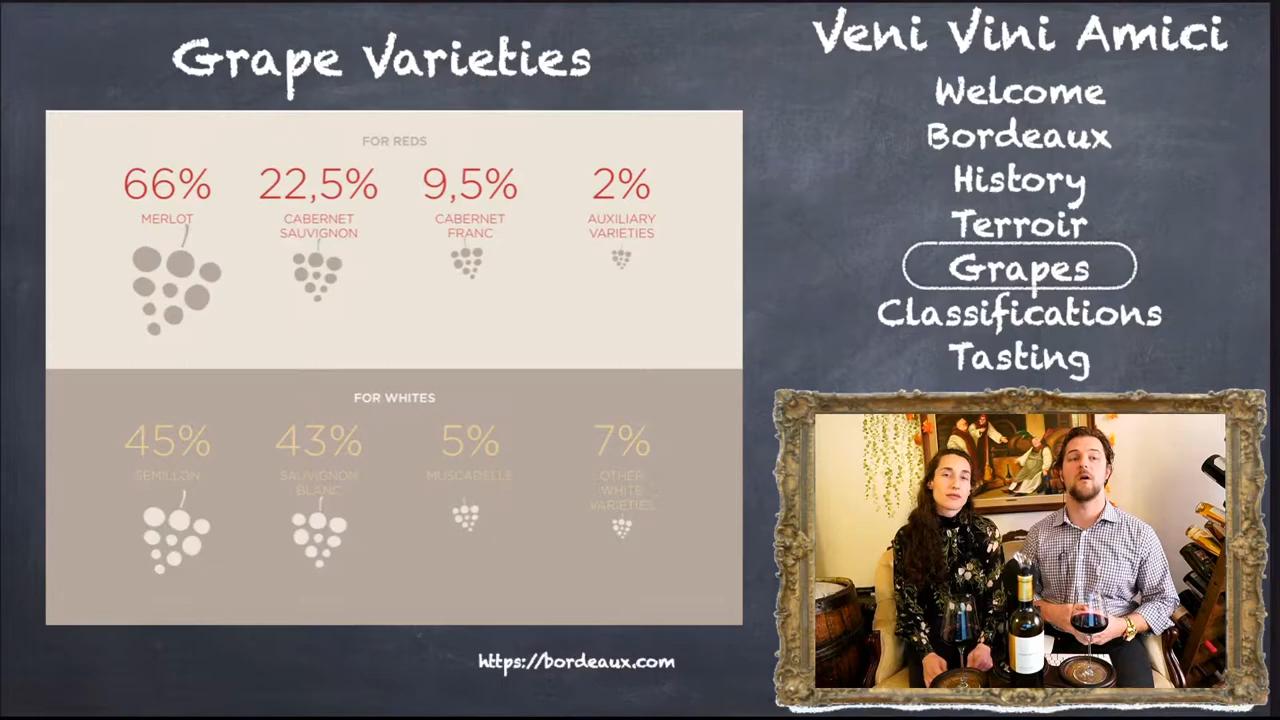 Grape Varieties
FOR REDS
66%
MERLOT
22,5%
CABERNET
SAUVIGNON
9,5%
CABERNET
FRANC
2%
AUXILIARY
VARIETIES
FOR WHITES
45%
SEMILLON
43%
SAUVIGNON
BLANC
5%
MUSCADELLE
7%
OTHER
WHITE
VARIETIES
https://bordeaux.com
Veni Vini Amici
Welcome
Bordeaux
History
Terroir
Grapes
Classifications
Tasting